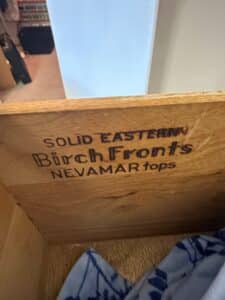 SOLID EASTERN
Birch Fronts
NEVAMAR tops